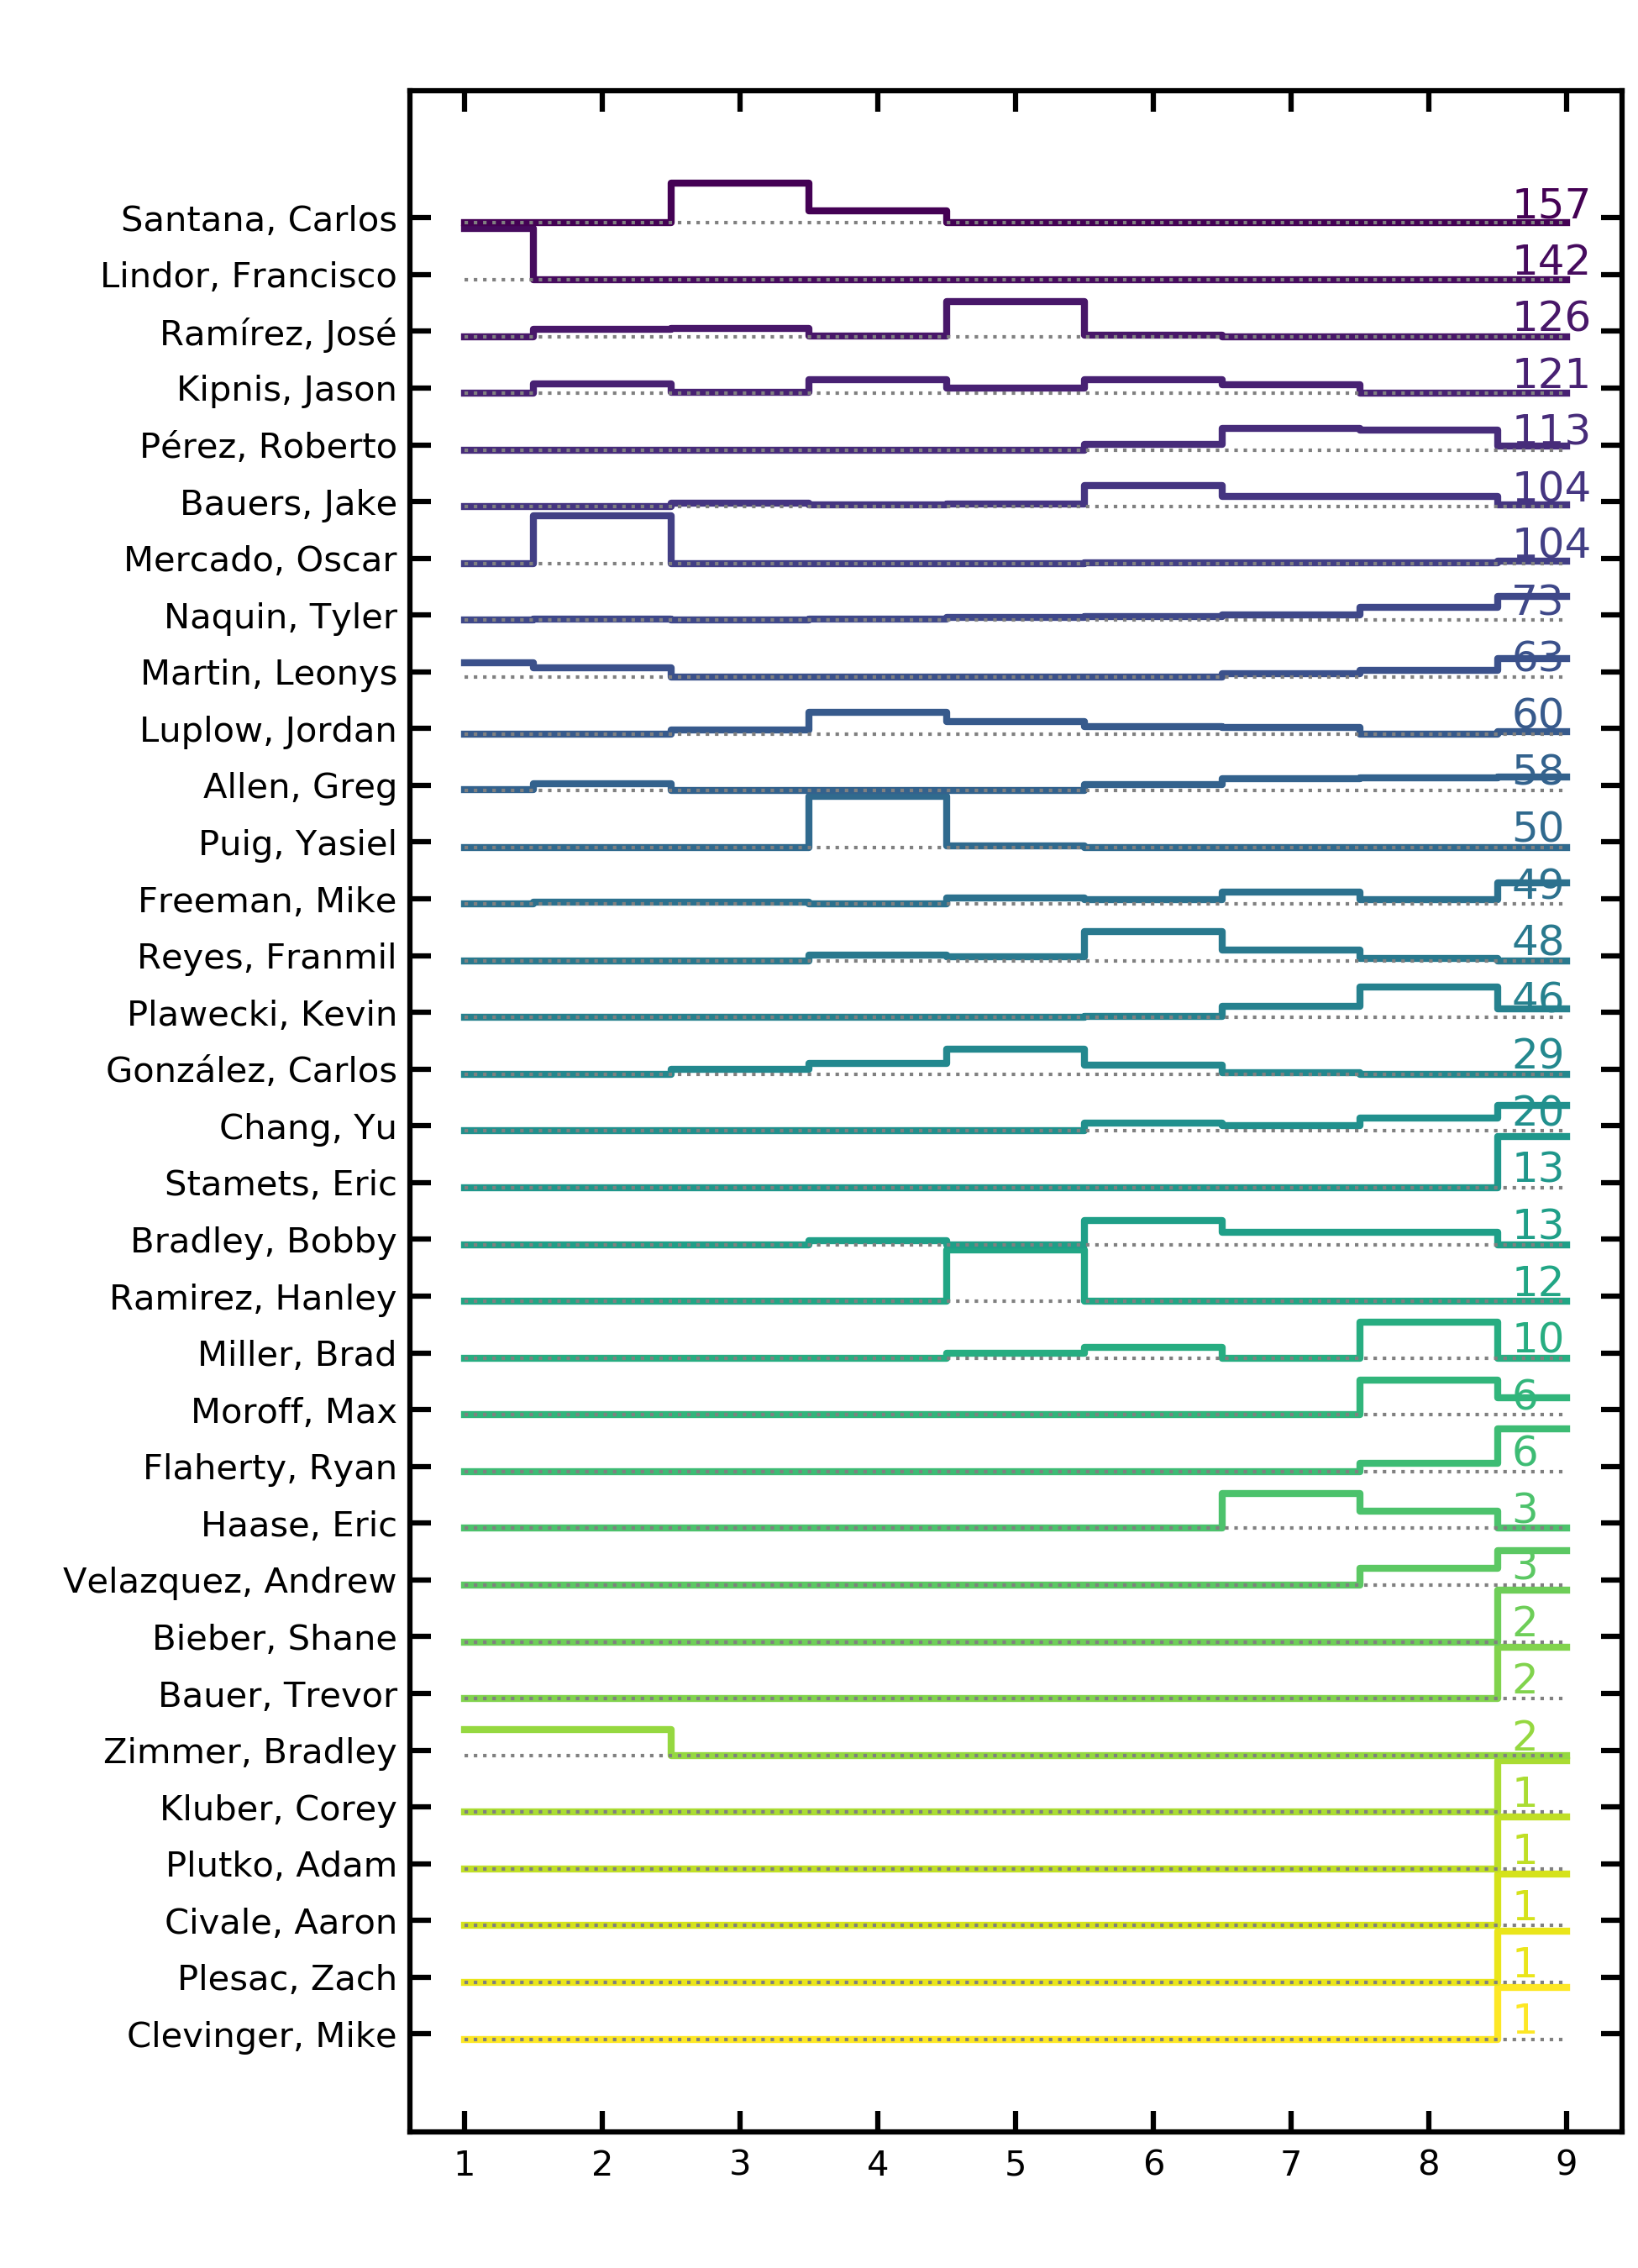 Santana, Carlos 157
Lindor, Francisco 142
Ramírez, José 126
Kipnis, Jason 121
Pérez, Roberto 113
Bauers, Jake 104
Mercado, Oscar 104
Naquin, Tyler 73
Martin, Leonys 63
Luplow, Jordan 60
Allen, Greg 58
Puig, Yasiel 50
Freeman, Mike 49
Reyes, Franmil 48
Plawecki, Kevin 46
González, Carlos 29
Chang, Yu 20
Stamets, Eric 13
Bradley, Bobby 13
Ramirez, Hanley 12
Miller, Brad 10
Moroff, Max 6
Flaherty, Ryan 6
Haase, Eric 3
Velazquez, Andrew 3
Bieber, Shane 2
Bauer, Trevor 2
Zimmer, Bradley 2
Kluber, Corey 1
Plutko, Adam 1
Civale, Aaron 1
Plesac, Zach 1
Clevinger, Mike 1
1 2 3 4 5 6 7 8 9